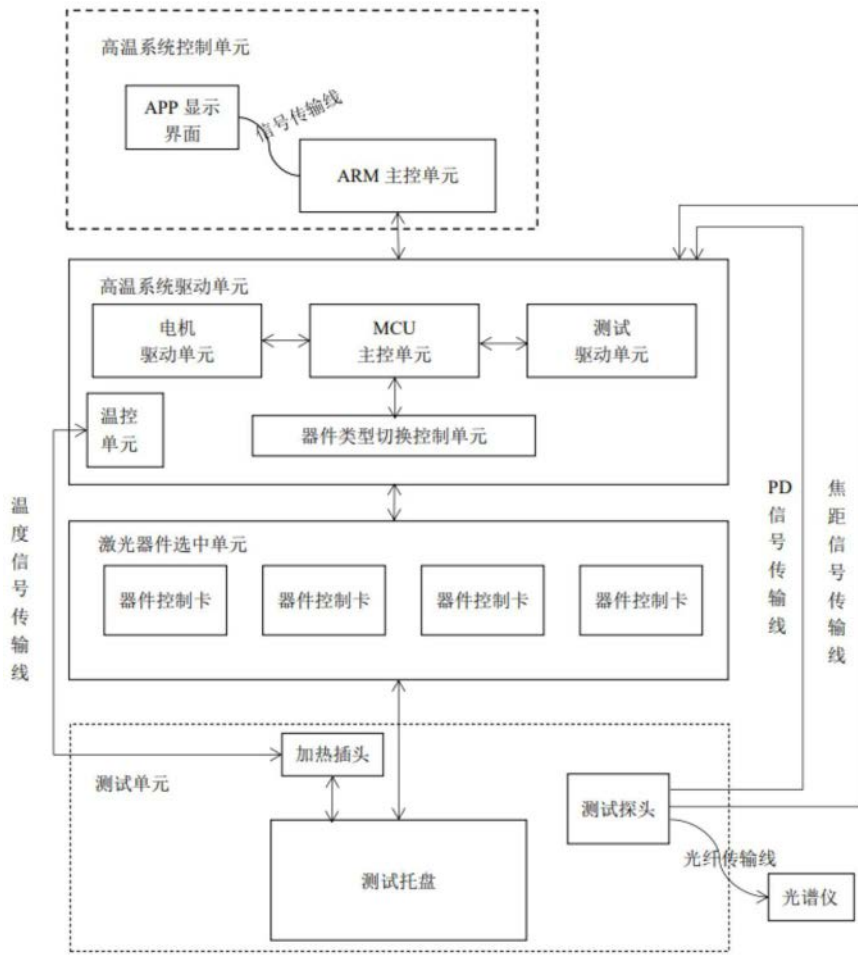 高温系统控制单元
APP 显示
界面
信号传输线
ARM 主控单元
高温系统驱动单元
电机
驱动单元
MCU
主控单元
测试
驱动单元
温控
单元
器件类型切换控制单元
温度信号传输线
PD
信号传输线
焦距信号传输线
激光器件选中单元
器件控制卡
器件控制卡
器件控制卡
器件控制卡
加热插头
测试单元
测试探头
测试托盘
光纤传输线
光谱仪